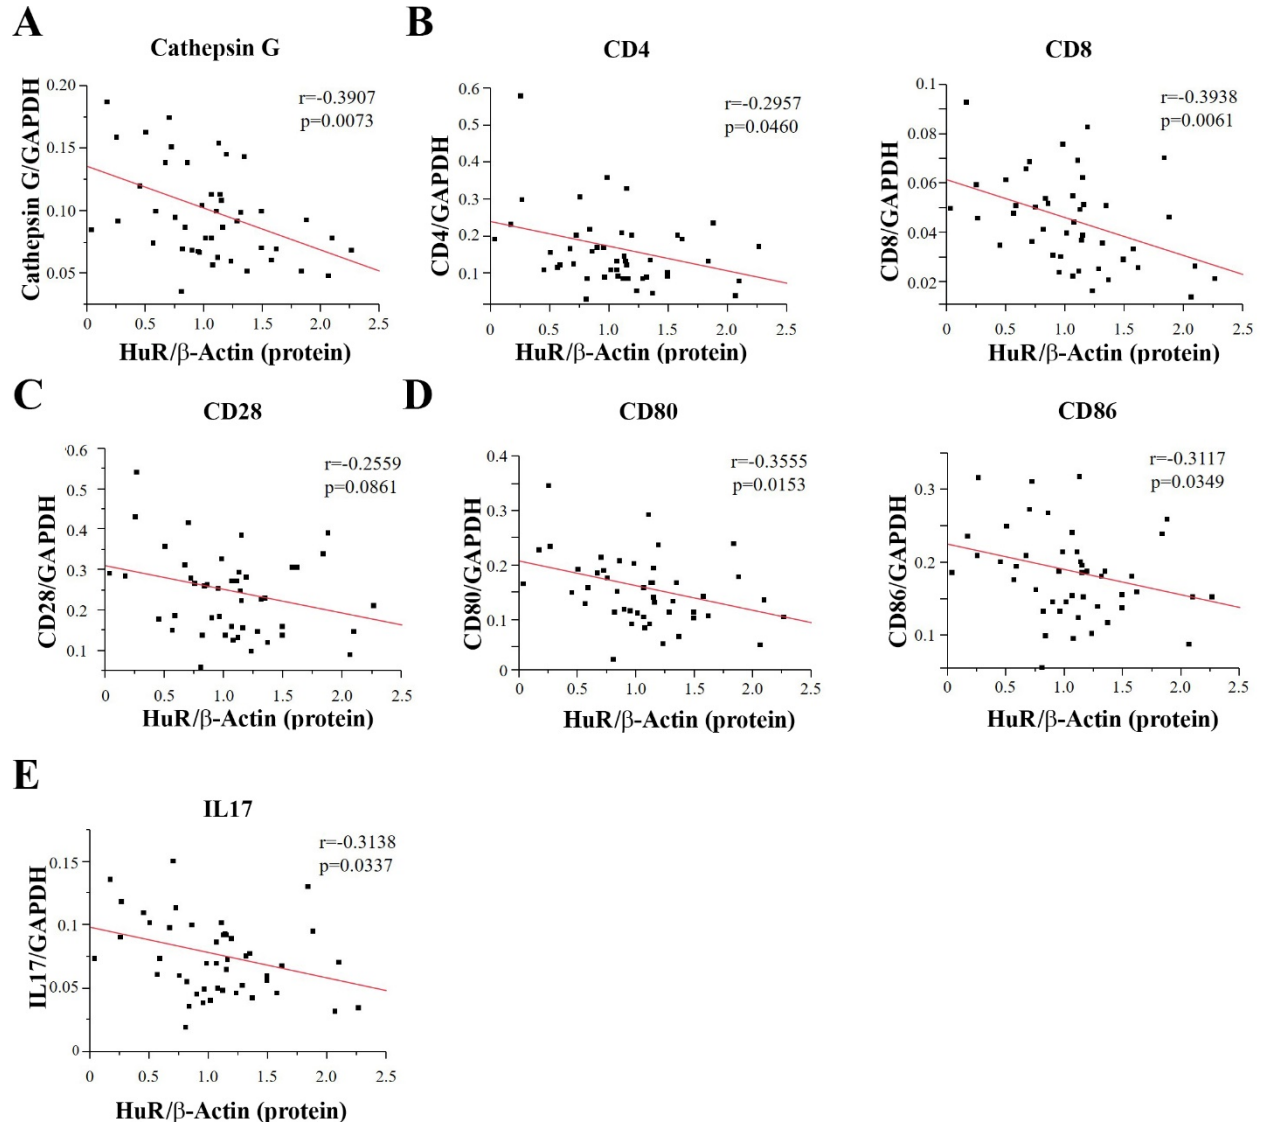 A
Cathepsin G
r=-0.3907
p=0.0073
Cathepsin G/GAPDH
0.20
0.15
0.10
0.05
0 0.5 1.0 1.5 2.0 2.5
HuR/β-Actin (protein)
B
CD4
r=-0.2957
p=0.0460
CD4/GAPDH
0.6
0.5
0.4
0.3
0.2
0.1
0 0.5 1.0 1.5 2.0 2.5
HuR/β-Actin (protein)
CD8
r=-0.3938
p=0.0061
CD8/GAPDH
0.1
0.08
0.06
0.04
0.02
0 0.5 1.0 1.5 2.0 2.5
HuR/β-Actin (protein)
C
CD28
r=-0.2559
p=0.0861
CD28/GAPDH
0.6
0.5
0.4
0.3
0.2
0.1
0 0.5 1.0 1.5 2.0 2.5
HuR/β-Actin (protein)
D
CD80
r=-0.3555
p=0.0153
CD80/GAPDH
0.4
0.3
0.2
0.1
0
0 0.5 1.0 1.5 2.0 2.5
HuR/β-Actin (protein)
CD86
r=-0.3117
p=0.0349
CD86/GAPDH
0.3
0.2
0.1
0 0.5 1.0 1.5 2.0 2.5
HuR/β-Actin (protein)
E
IL17
r=-0.3138
p=0.0337
IL17/GAPDH
0.15
0.1
0.05
0
0 0.5 1.0 1.5 2.0 2.5
HuR/β-Actin (protein)